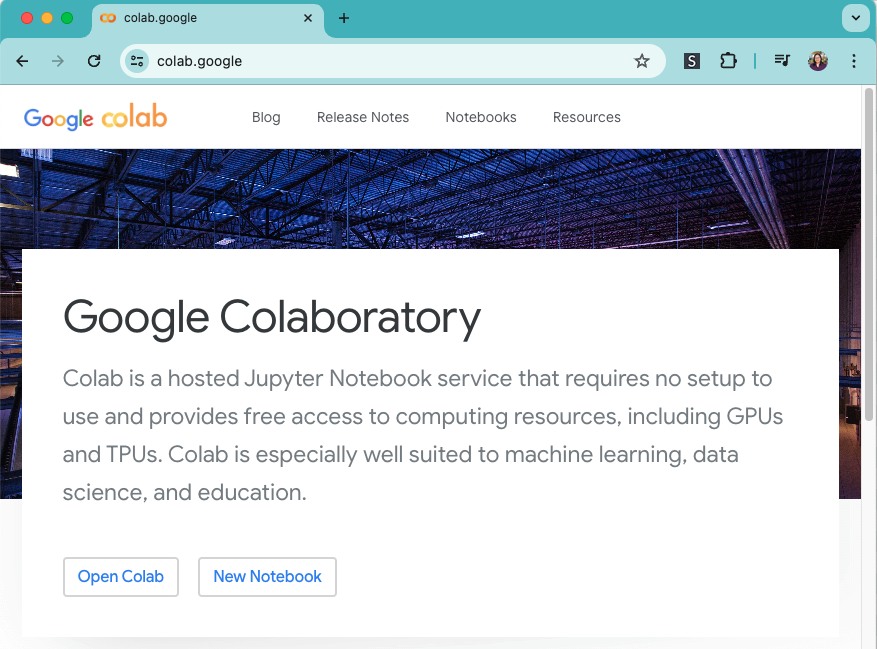 colab.google
colab.google
S
Google colab
Blog Release Notes Notebooks Resources
Google Colaboratory
Colab is a hosted Jupyter Notebook service that requires no setup to
use and provides free access to computing resources, including GPUs
and TPUs. Colab is especially well suited to machine learning, data
science, and education.
Open Colab New Notebook